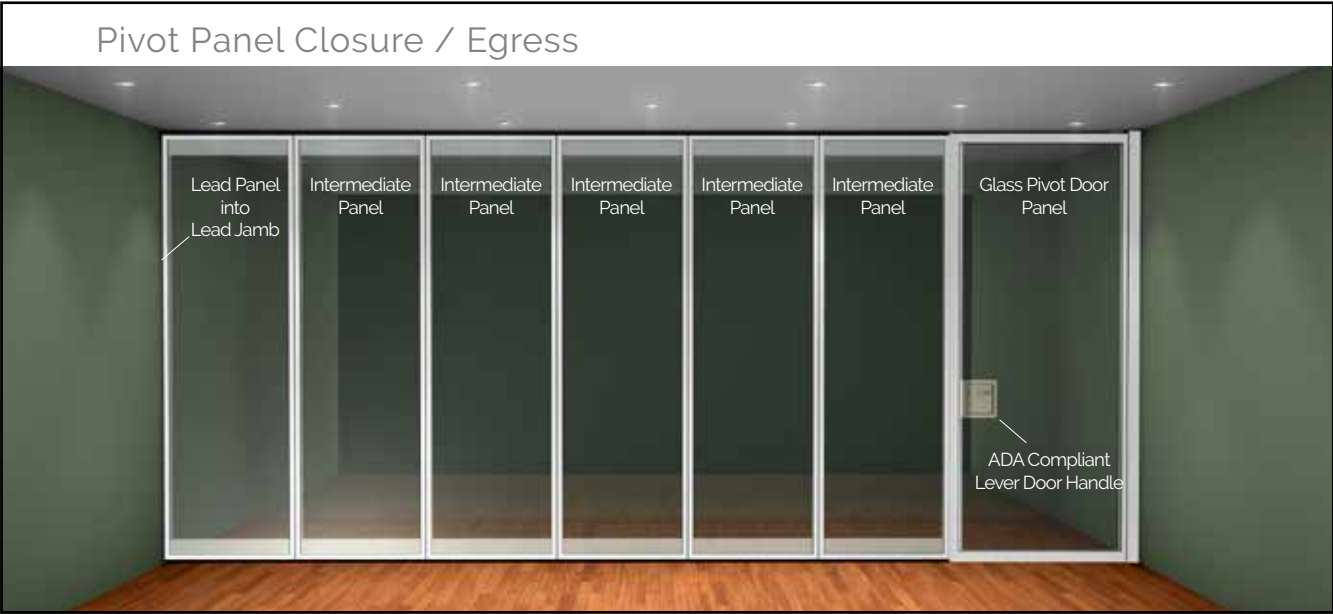 Pivot Panel Closure / Egress
Lead Panel
into
Lead Jamb
Intermediate
Panel
Intermediate
Panel
Intermediate
Panel
Intermediate
Panel
Intermediate
Panel
Glass Pivot Door
Panel
ADA Compliant
Lever Door Handle